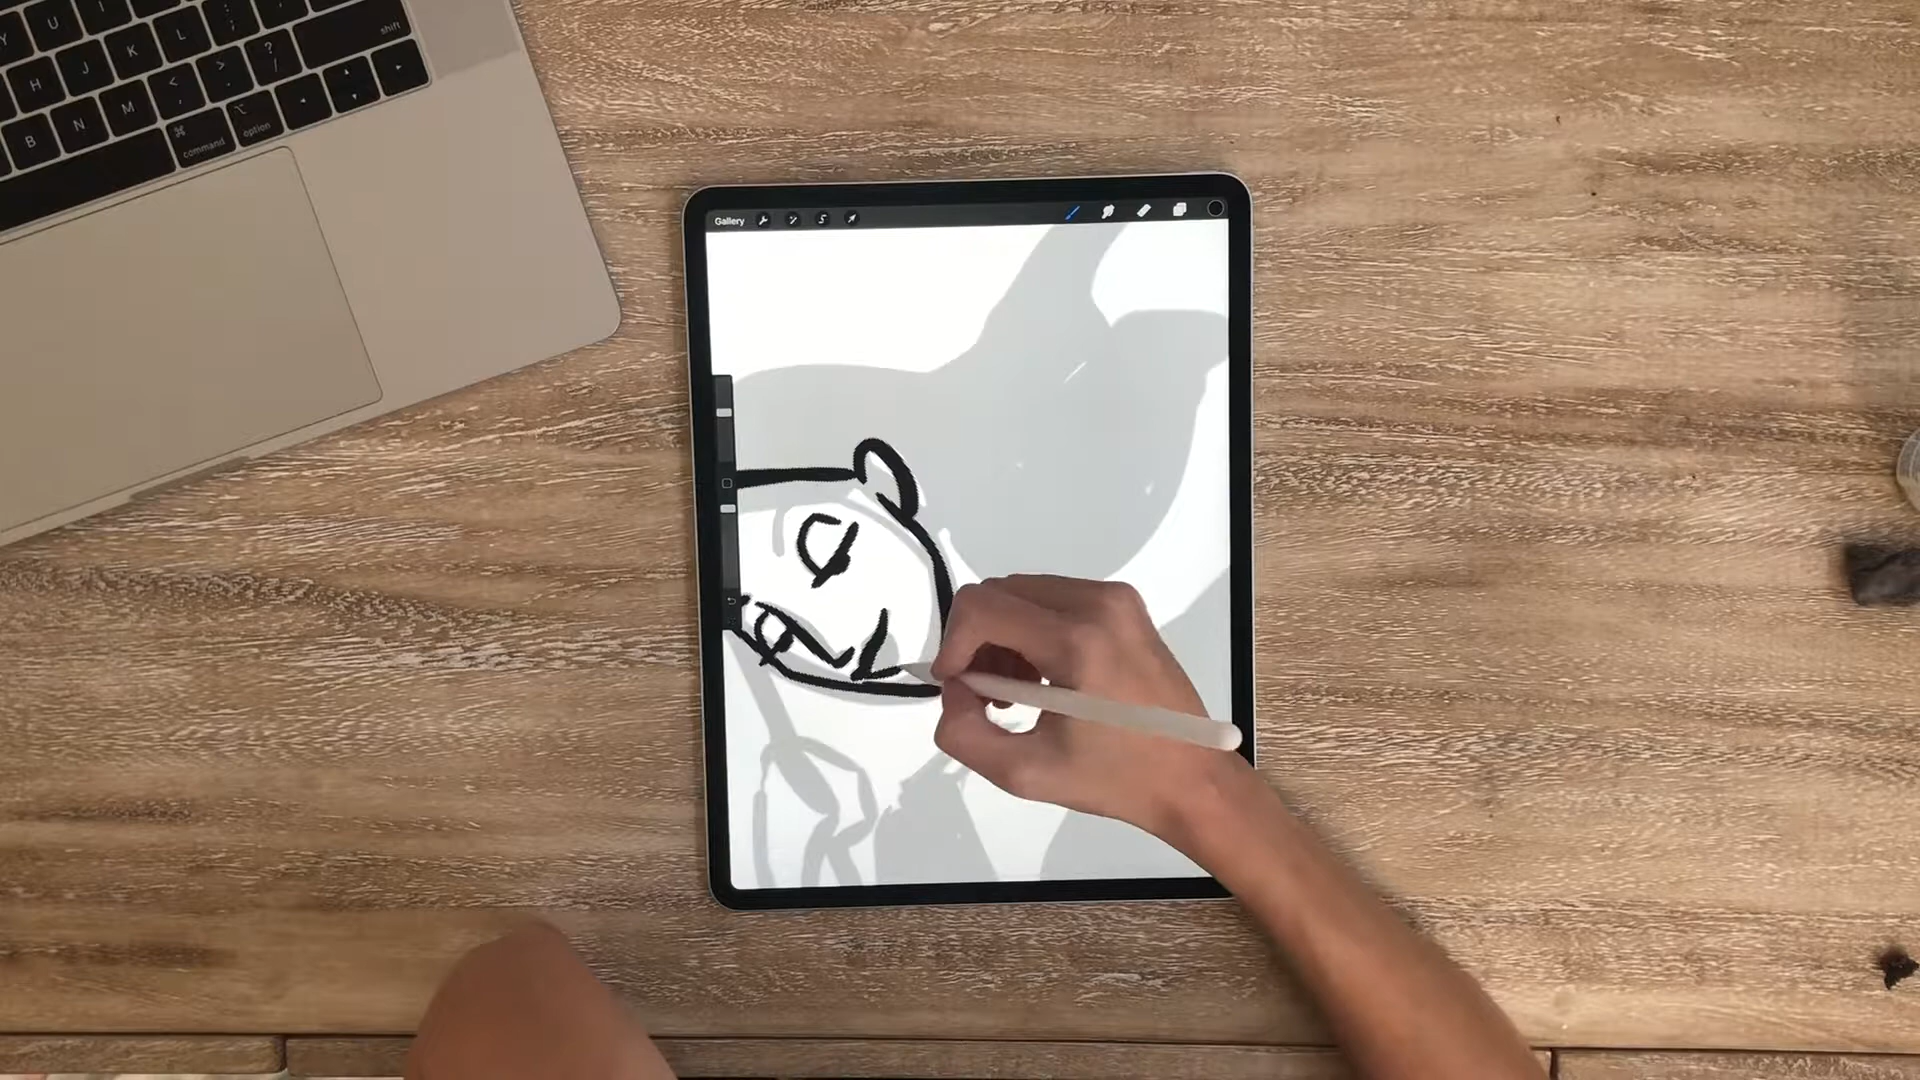 Y U I L : ; shift
H J K < , > . ? /
B N M ⌘ command ⌥ option
Gallery